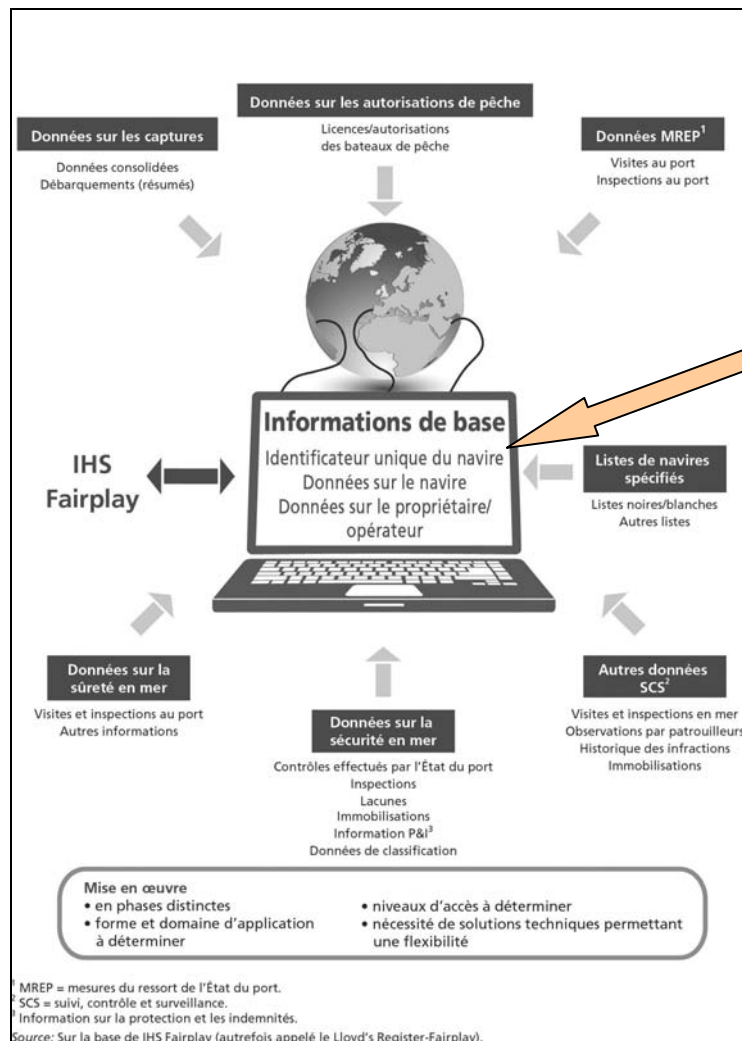 Données sur les autorisations de pêche
Licences/autorisations
des bateaux de pêche
Données sur les captures
Données consolidées
Débarquements (résumés)
Données MREP¹
Visites au port
Inspections au port
Informations de base
Identificateur unique du navire
Données sur le navire
Données sur le propriétaire/
opérateur
IHS
Fairplay
Listes de navires
spécifiés
Listes noires/blanches
Autres listes
Données sur la
sûreté en mer
Visites et inspections au port
Autres informations
Données sur la
sécurité en mer
Contrôles effectués par l'État du port
Inspections
Lacunes
Immobilisations
Information P&I³
Données de classification
Autres données
SCS²
Visites et inspections en mer
Observations par patrouilleurs
Historique des infractions
Immobilisations
Mise en œuvre
• en phases distinctes
• forme et domaine d'application
à déterminer
• niveaux d'accès à déterminer
• nécessité de solutions techniques permettant
une flexibilité
¹ MREP = mesures du ressort de l'État du port.
² SCS = suivi, contrôle et surveillance.
³ Information sur la protection et les indemnités.
Source: Sur la base de IHS Fairplay (autrefois appelé le Lloyd's Register-Fairplay).